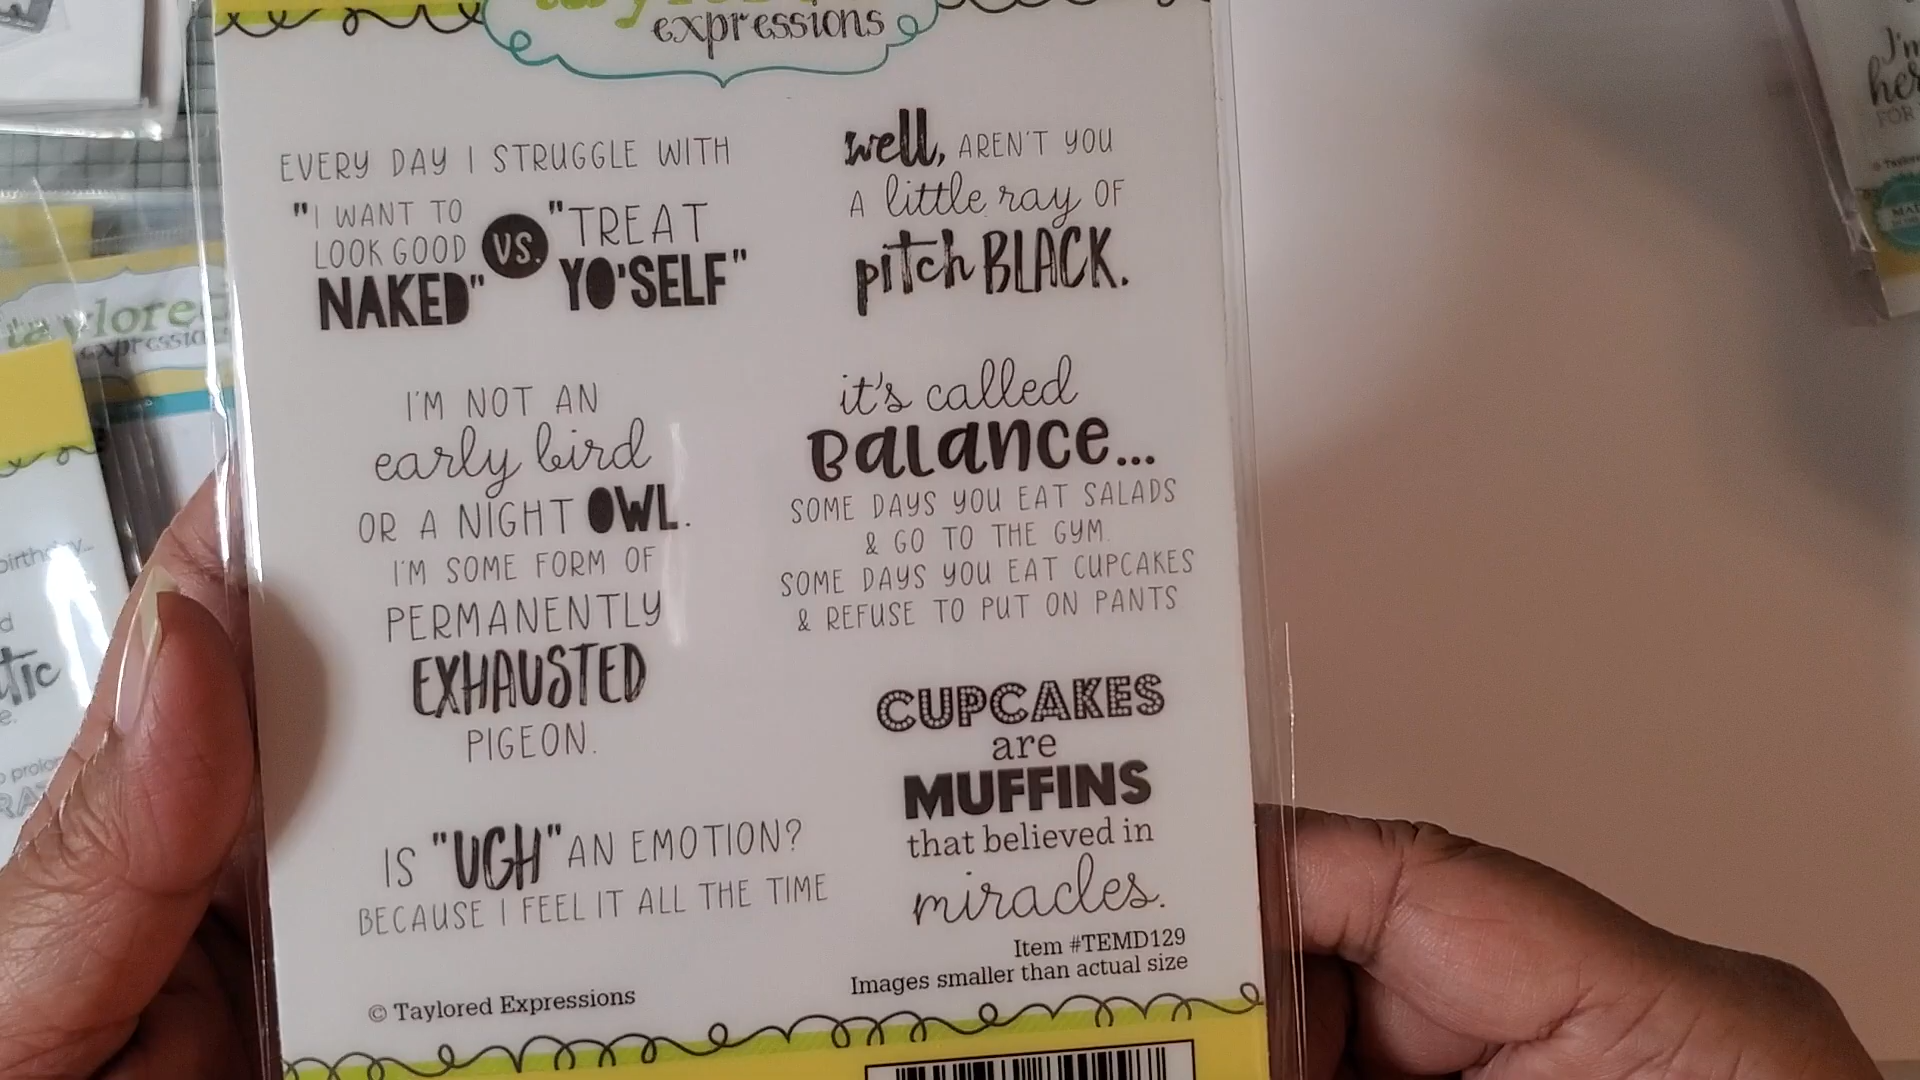 expressions
EVERY DAY I STRUGGLE WITH
"I WANT TO
LOOK GOOD
NAKED"
VS.
"TREAT
YO'SELF"
well, AREN'T YOU
A little ray OF
pitch BLACK.
I'M NOT AN
early bird
OR A NIGHT OWL.
I'M SOME FORM OF
PERMANENTLY
EXHAUSTED
PIGEON.
it's called
BALANCE...
SOME DAYS YOU EAT SALADS
& GO TO THE GYM.
SOME DAYS YOU EAT CUPCAKES
& REFUSE TO PUT ON PANTS
IS "UGH" AN EMOTION?
BECAUSE I FEEL IT ALL THE TIME
CUPCAKES
are
MUFFINS
that believed in
miracles.
Item #TEMD129
Images smaller than actual size
© Taylored Expressions
taylored
I'm
FOR